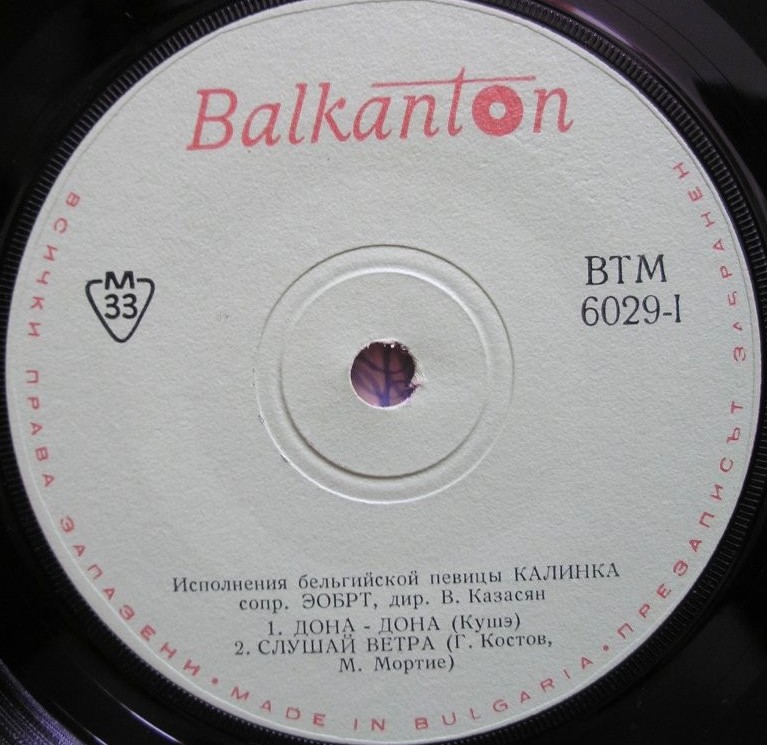 Balkanton
М
33
ВТМ
6029-I
Исполнения бельгийской певицы КАЛИНКА
сопр. ЭОБРТ, дир. В. Казасян
1. ДОНА - ДОНА (Кушэ)
2. СЛУШАЙ ВЕТРА (Г. Костов,
М. Мортие)
ВСИЧКИ ПРАВА ЗАПАЗЕНИ • MADE IN BULGARIA • ПРЕЗАПИСЪТ ЗАБРАНЕН